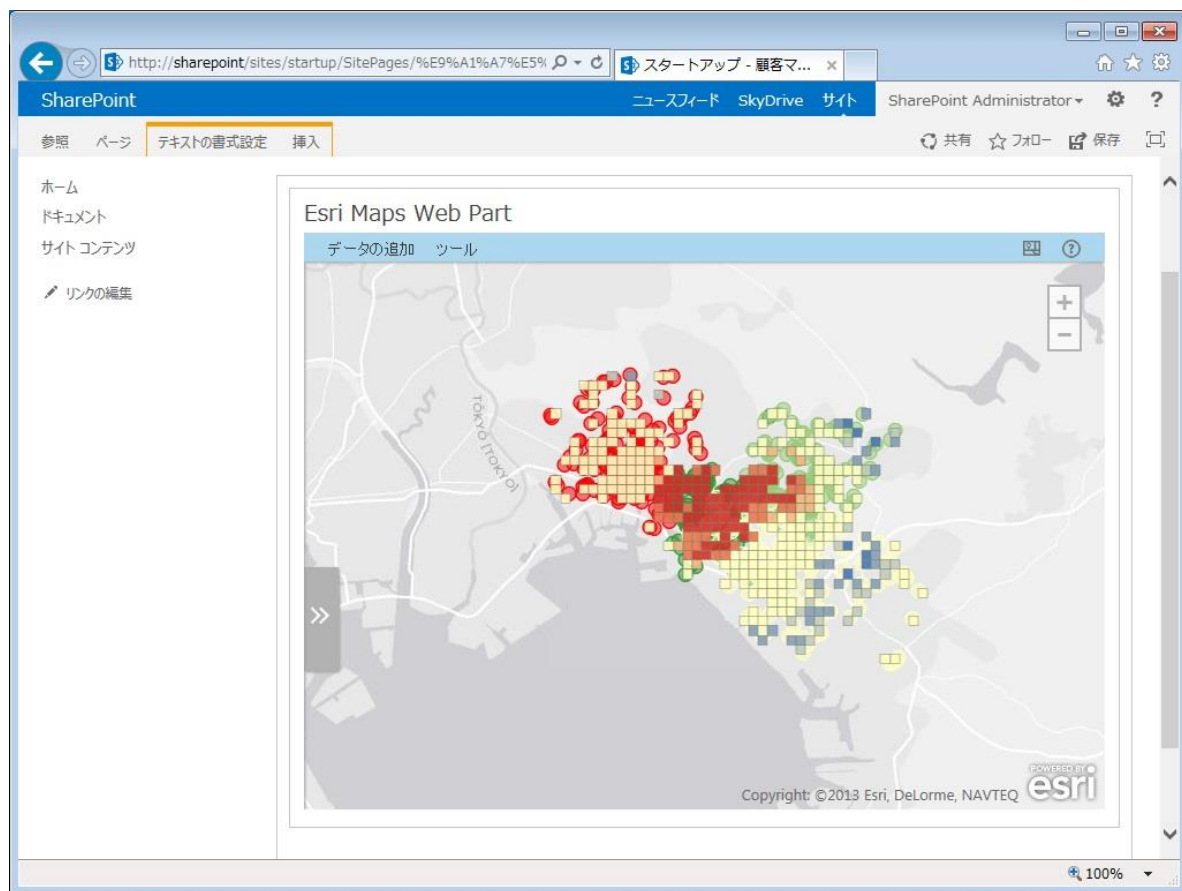 http://sharepoint/sites/startup/SitePages/%E9%A1%A7%E5%
スタートアップ - 顧客マ...
SharePoint
ニュースフィード SkyDrive サイト SharePoint Administrator
参照 ページ テキストの書式設定 挿入
共有 フォロー 保存
ホーム
ドキュメント
サイト コンテンツ
リンクの編集
Esri Maps Web Part
データの追加 ツール
TŌKYŌ [TOKYO]
POWERED BY
esri
Copyright: ©2013 Esri, DeLorme, NAVTEQ
100%